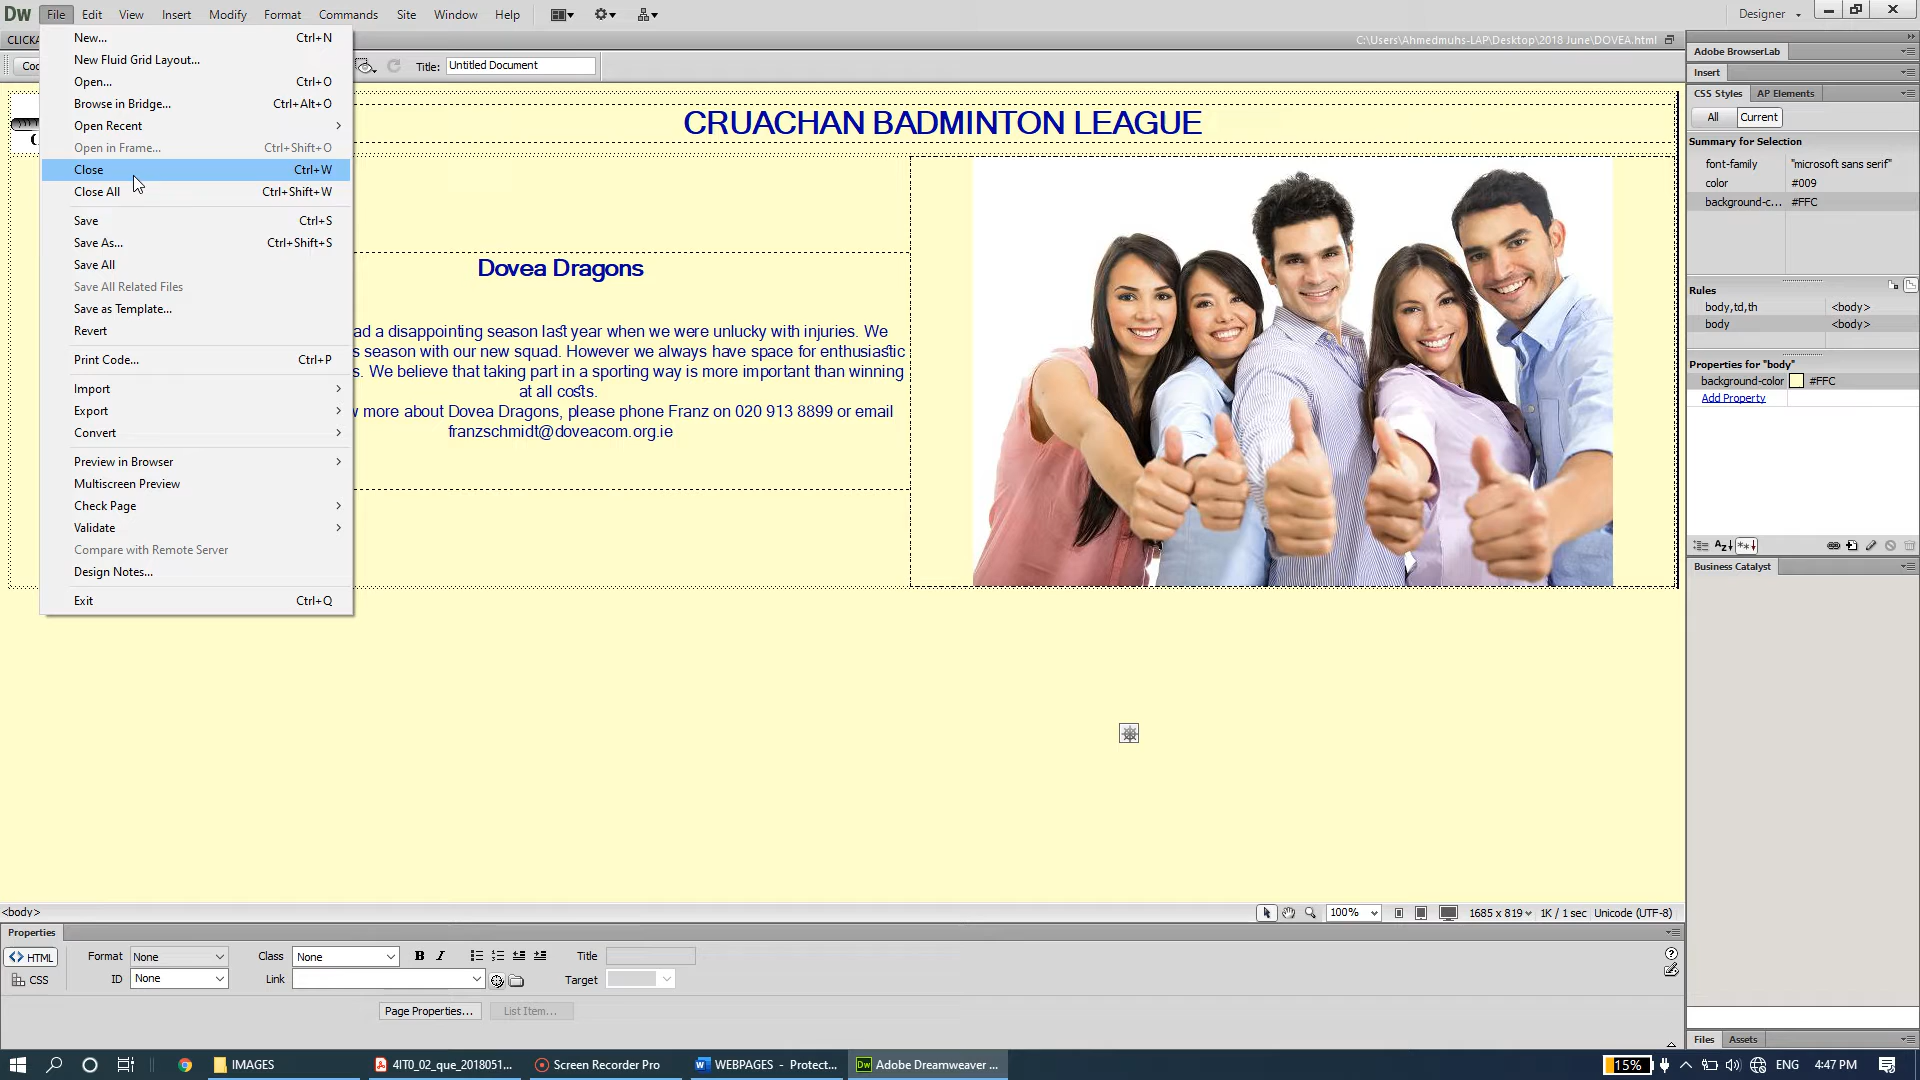 Dw File Edit View Insert Modify Format Commands Site Window Help Designer
C:\Users\Ahmedmuhs-LAP\Desktop\2018 June\DOVEA.html
Title: Untitled Document
New... Ctrl+N
New Fluid Grid Layout...
Open... Ctrl+O
Browse in Bridge... Ctrl+Alt+O
Open Recent
Open in Frame... Ctrl+Shift+O
Close Ctrl+W
Close All Ctrl+Shift+W
Save Ctrl+S
Save As... Ctrl+Shift+S
Save All
Save All Related Files
Save as Template...
Revert
Print Code... Ctrl+P
Import
Export
Convert
Preview in Browser
Multiscreen Preview
Check Page
Validate
Compare with Remote Server
Design Notes...
Exit Ctrl+Q
CRUACHAN BADMINTON LEAGUE
Dovea Dragons
a disappointing season last year when we were unlucky with injuries. We
season with our new squad. However we always have space for enthusiastic
We believe that taking part in a sporting way is more important than winning
at all costs.
more about Dovea Dragons, please phone Franz on 020 913 8899 or email
franzschmidt@doveacom.org.ie
Adobe BrowserLab
Insert
CSS Styles AP Elements
All Current
Summary for Selection
font-family "microsoft sans serif"
color #009
background-c... #FFC
Rules
body,td,th <body>
body <body>
Properties for "body"
background-color #FFC
Add Property
Business Catalyst
Files Assets
<body> 100% 1685 x 819 1K / 1 sec Unicode (UTF-8)
Properties
<> HTML Format None Class None B I Title
CSS ID None Link Target
Page Properties... List Item...
IMAGES 4IT0_02_que_2018051... Screen Recorder Pro WEBPAGES - Protect... Adobe Dreamweaver ... 15% ENG 4:47 PM